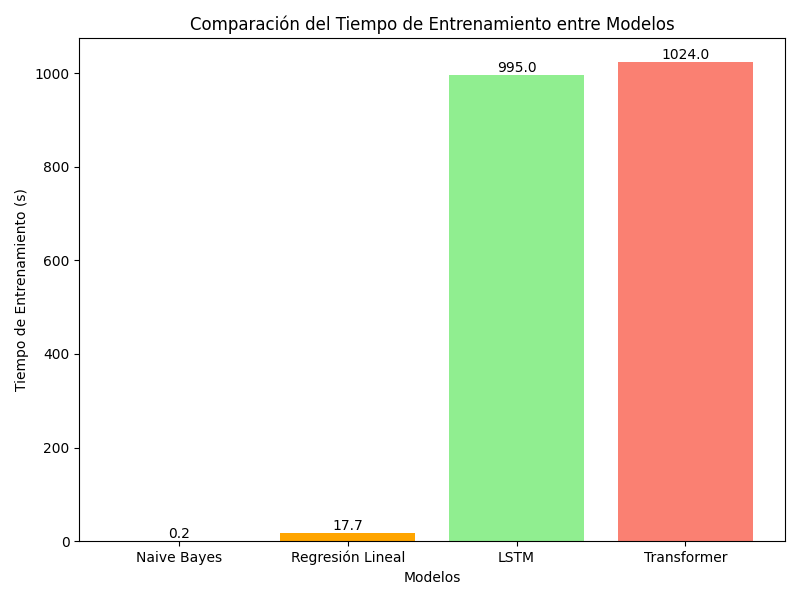 Comparación del Tiempo de Entrenamiento entre Modelos
Tiempo de Entrenamiento (s)
1000
800
600
400
200
0
0.2
17.7
995.0
1024.0
Naive Bayes
Regresión Lineal
LSTM
Transformer
Modelos